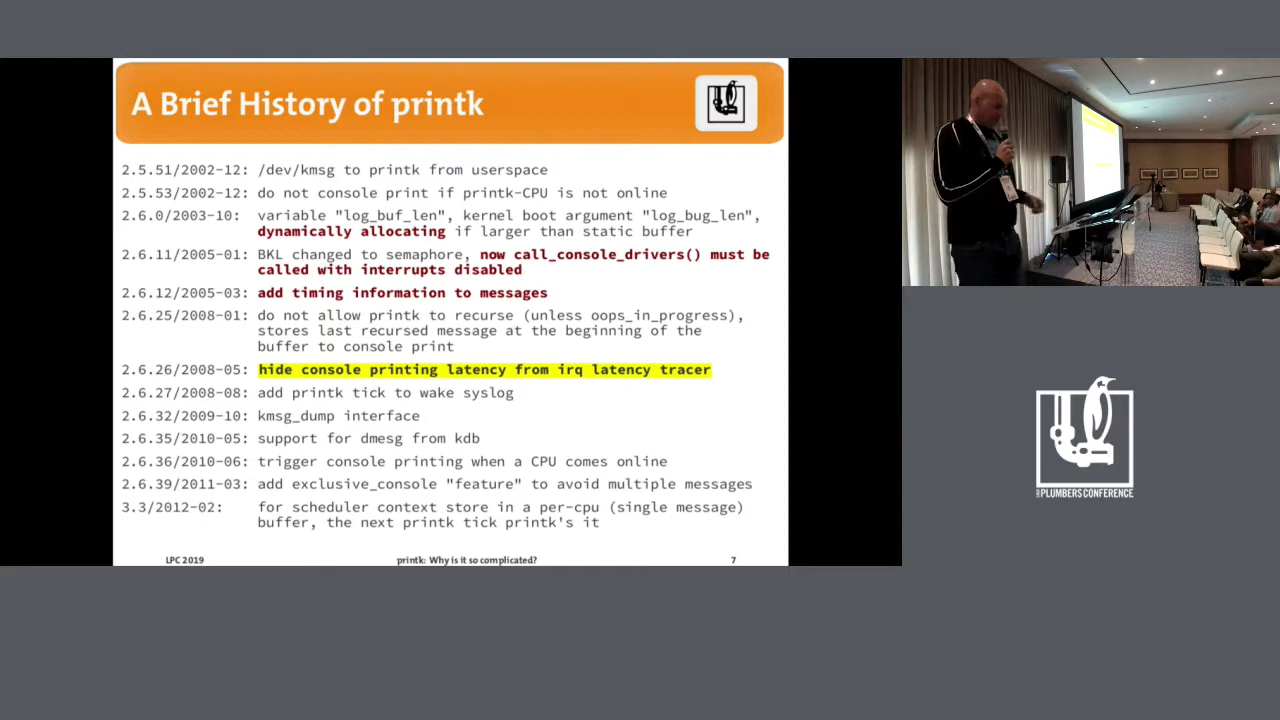 A Brief History of printk
2.5.51/2002-12: /dev/kmsg to printk from userspace
2.5.53/2002-12: do not console print if printk-CPU is not online
2.6.0/2003-10: variable "log_buf_len", kernel boot argument "log_bug_len",
dynamically allocating if larger than static buffer
2.6.11/2005-01: BKL changed to semaphore, now call_console_drivers() must be
called with interrupts disabled
2.6.12/2005-03: add timing information to messages
2.6.25/2008-01: do not allow printk to recurse (unless oops_in_progress),
stores last recursed message at the beginning of the
buffer to console print
2.6.26/2008-05: hide console printing latency from irq latency tracer
2.6.27/2008-08: add printk tick to wake syslog
2.6.32/2009-10: kmsg_dump interface
2.6.35/2010-05: support for dmesg from kdb
2.6.36/2010-06: trigger console printing when a CPU comes online
2.6.39/2011-03: add exclusive_console "feature" to avoid multiple messages
3.3/2012-02: for scheduler context store in a per-cpu (single message)
buffer, the next printk tick printk's it
LPC 2019 printk: Why is it so complicated? 7
PLUMBERS CONFERENCE